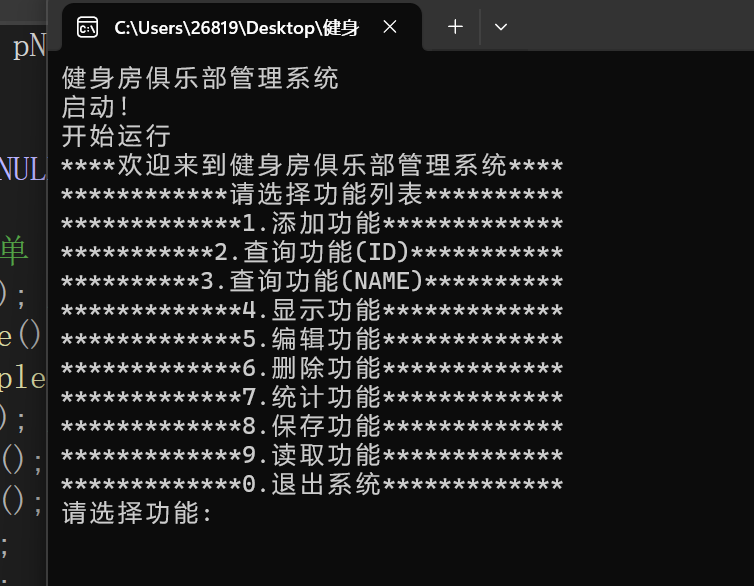 C:\Users\26819\Desktop\健身
pN
NUL
单
);
e()
ple
);
();
();
;
健身房俱乐部管理系统
启动!
开始运行
****欢迎来到健身房俱乐部管理系统****
************请选择功能列表**********
*************1.添加功能*************
***********2.查询功能(ID)***********
**********3.查询功能(NAME)**********
*************4.显示功能*************
*************5.编辑功能*************
*************6.删除功能*************
*************7.统计功能*************
*************8.保存功能*************
*************9.读取功能*************
*************0.退出系统*************
请选择功能: